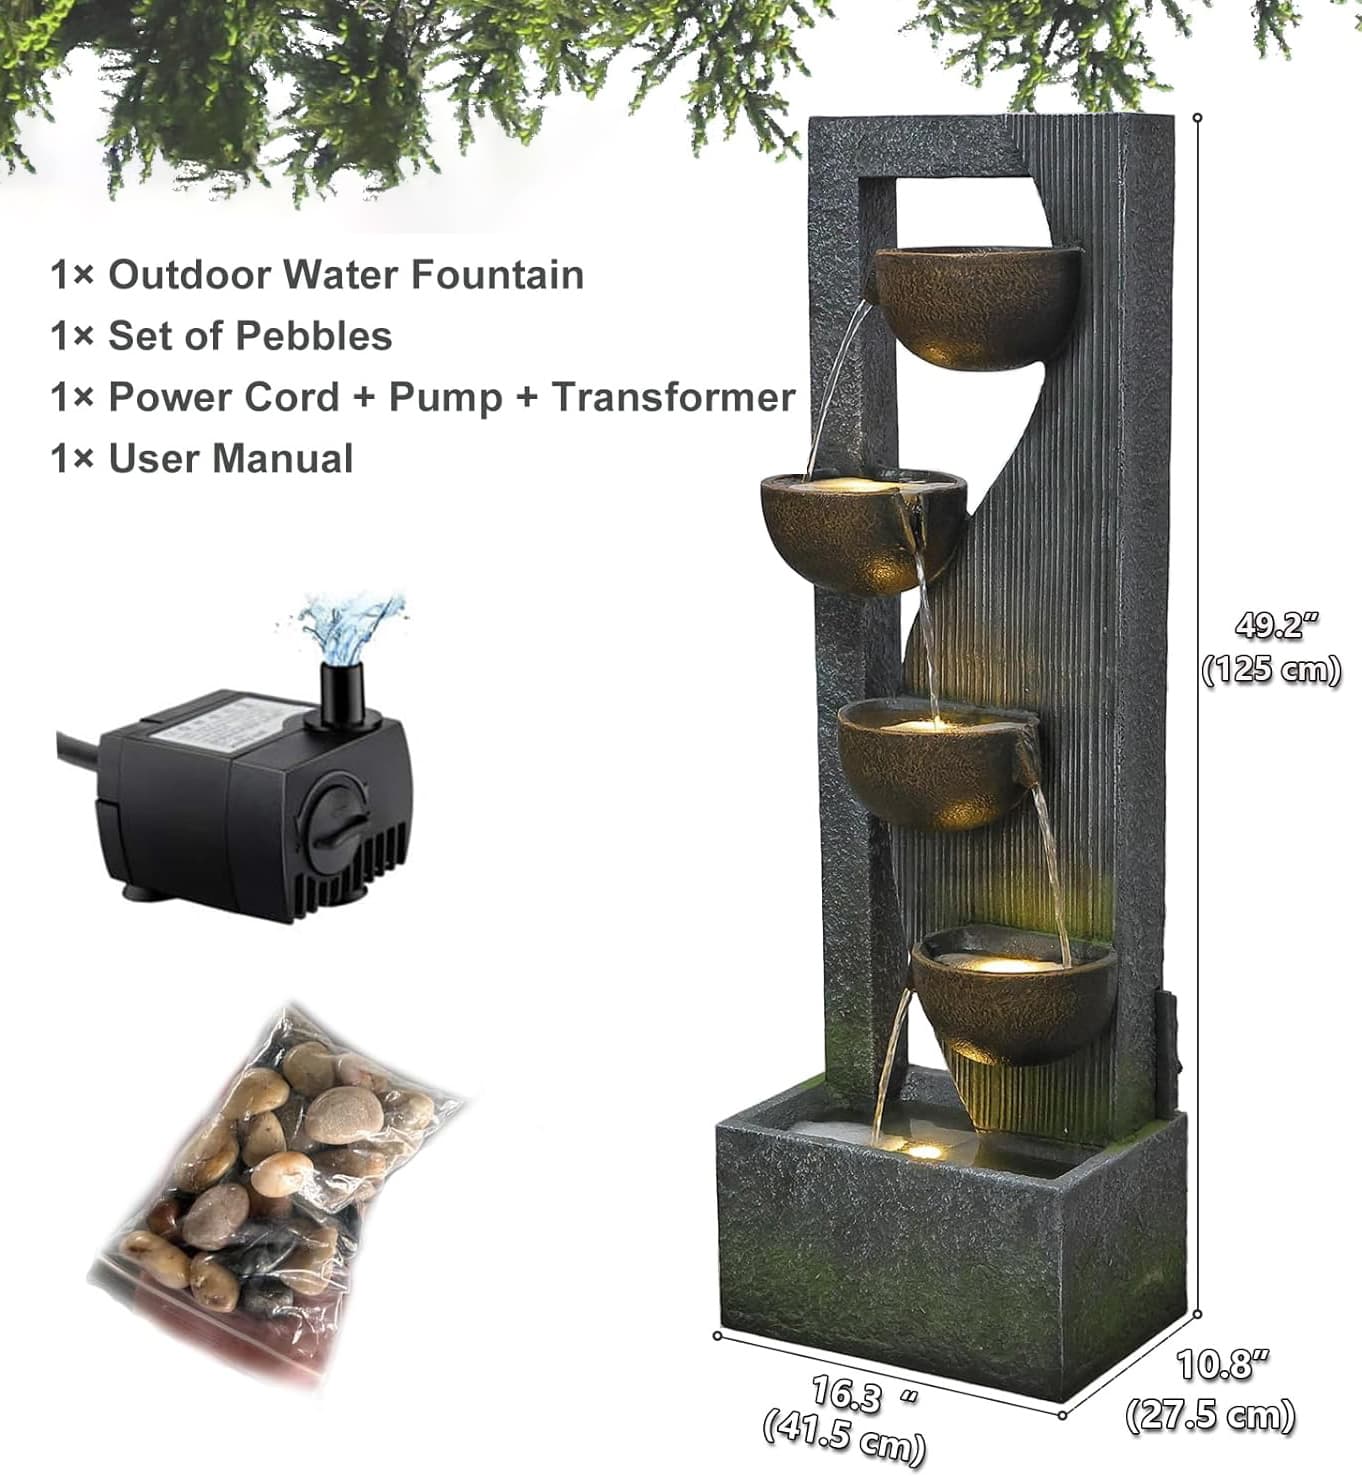 1× Outdoor Water Fountain
1× Set of Pebbles
1× Power Cord + Pump + Transformer
1× User Manual
49.2”
(125 cm)
10.8”
(27.5 cm)
16.3 “
(41.5 cm)